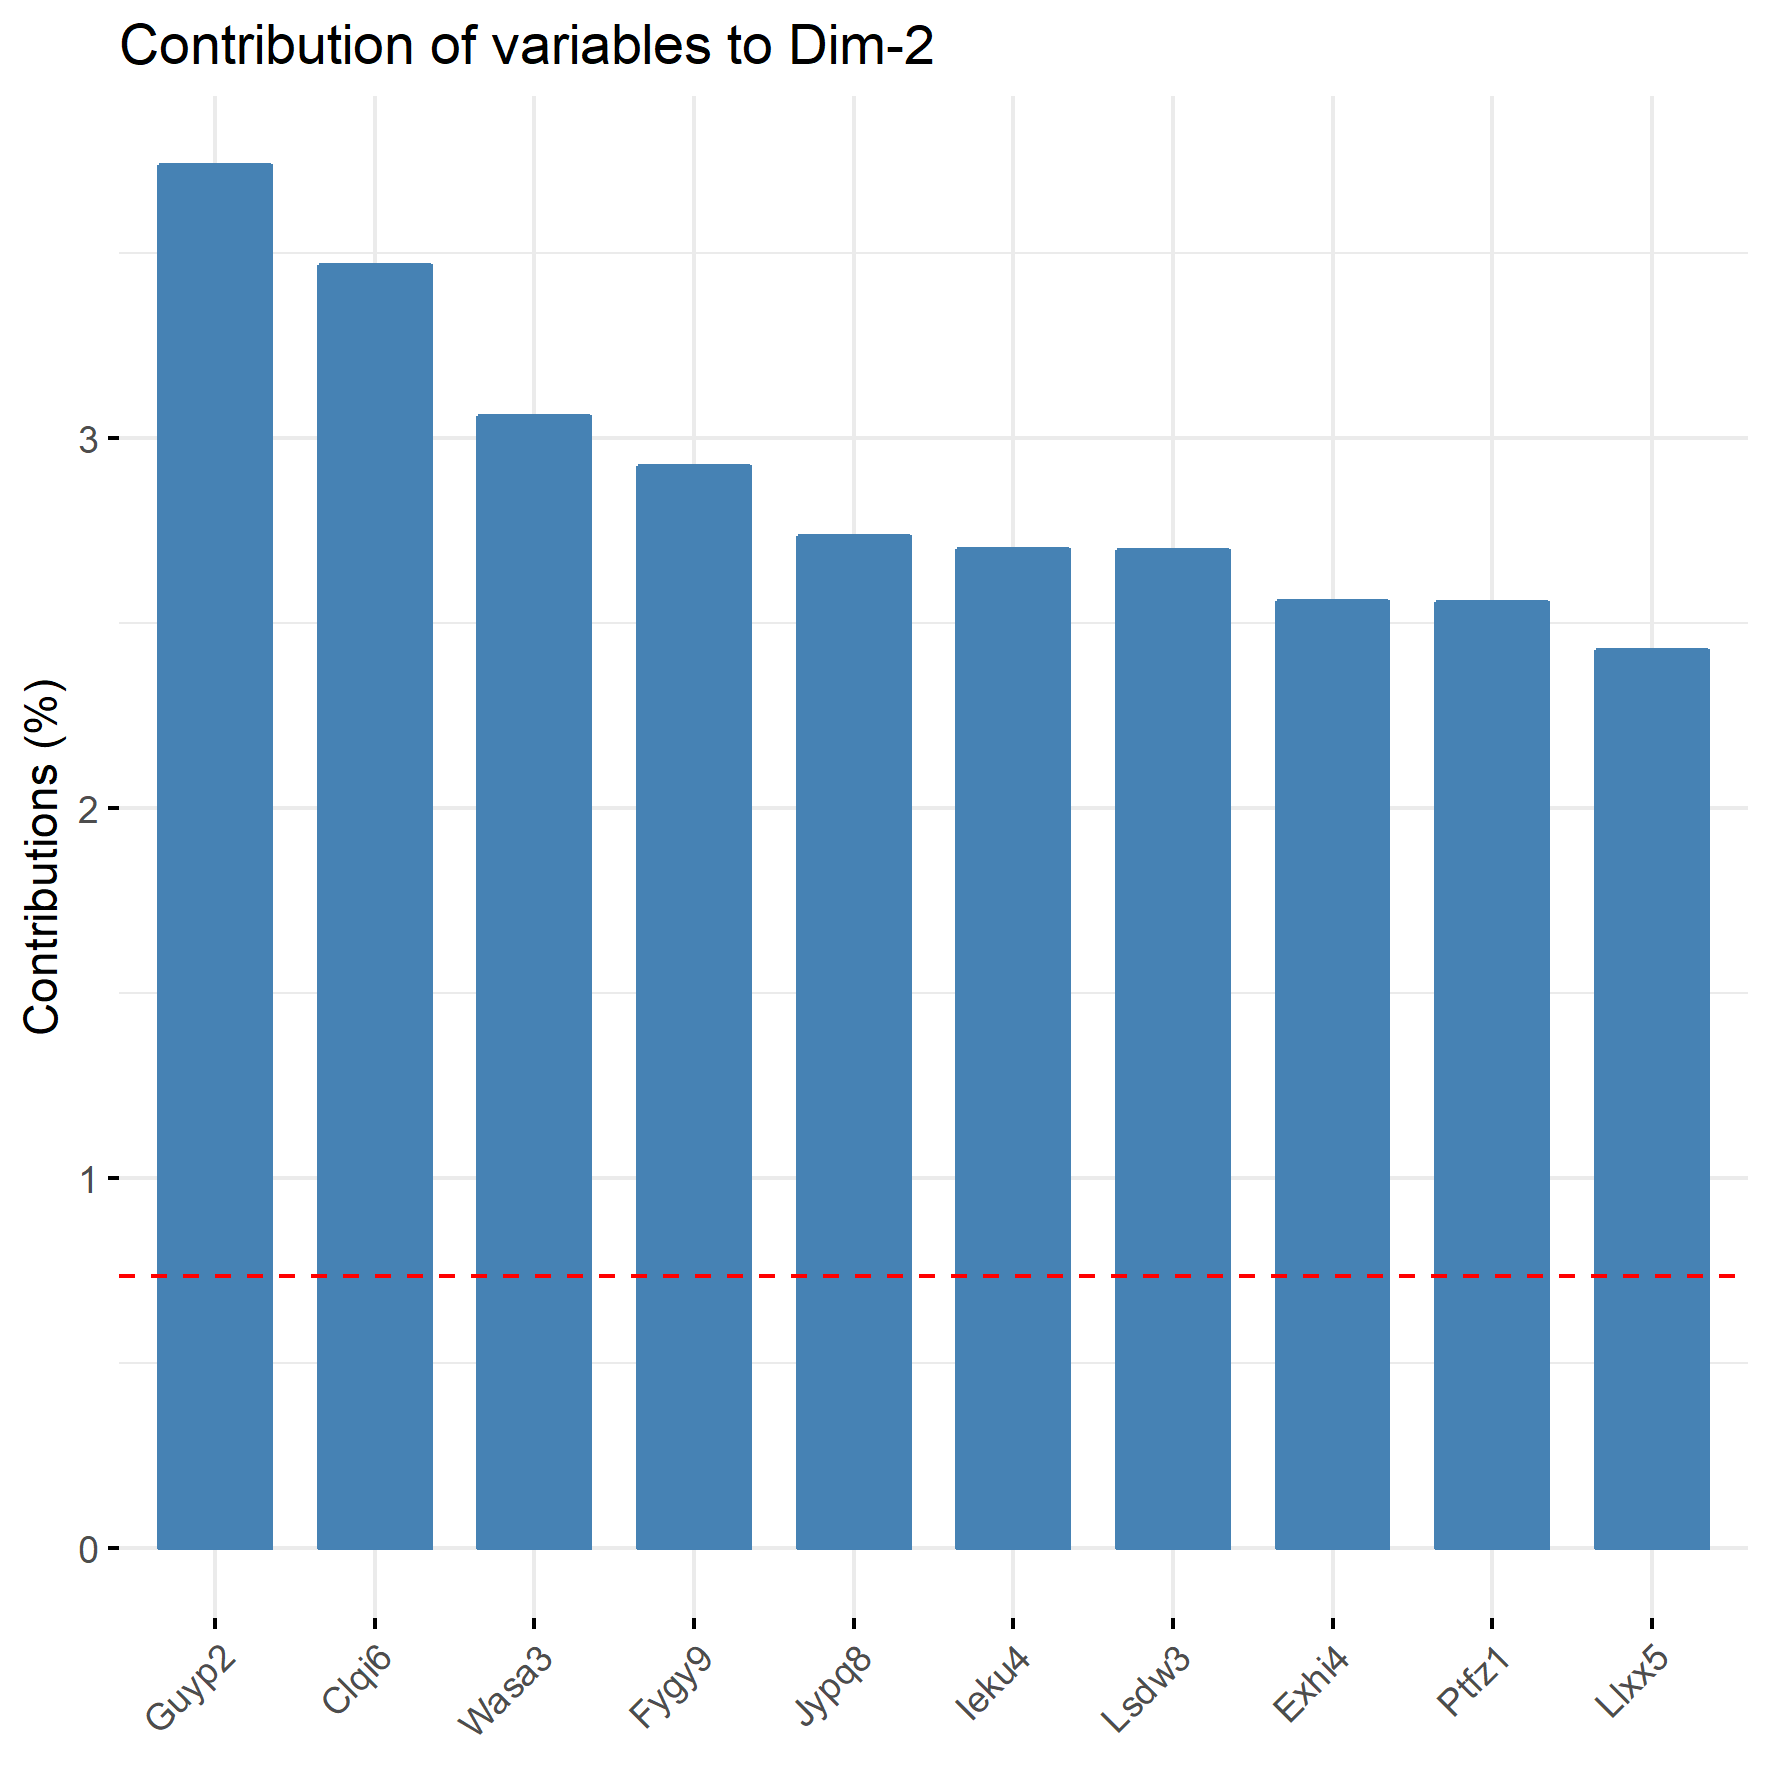 Contribution of variables to Dim-2
Contributions (%)
3
2
1
0
Guyp2
Clqi6
Wasa3
Fygy9
Jypq8
Ieku4
Lsdw3
Exhi4
Ptfz1
Llxx5